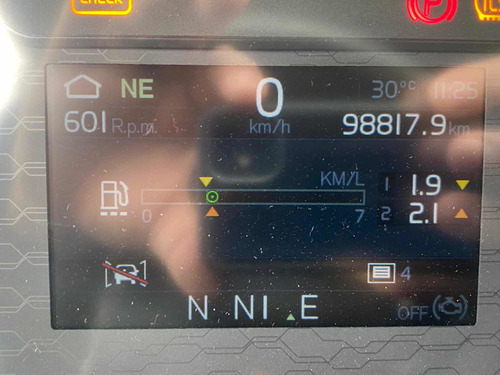 CHECK
P
NE 0 30°C 11:25
601 R.p.m. km/h 98817.9 km
KM/L 1 1.9
0 7 2 2.1
4
N NI E OFF